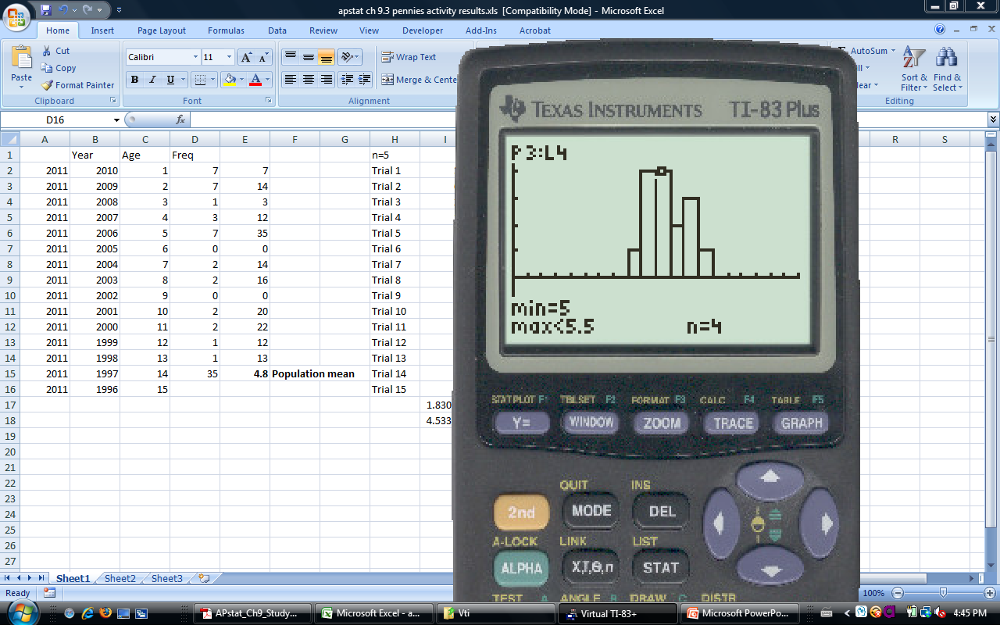 apstat ch 9.3 pennies activity results.xls [Compatibility Mode] - Microsoft Excel
Home Insert Page Layout Formulas Data Review View Developer Add-Ins Acrobat
Cut
Copy
Format Painter
Paste
Calibri 11
B I U
Wrap Text
Merge & Cente
AutoSum
Sort & Filter
Find & Select
Clipboard Font Alignment Editing
D16 fx
A B C D E F G H I R S
1 Year Age Freq n=5
2 2011 2010 1 7 7 Trial 1
3 2011 2009 2 7 14 Trial 2
4 2011 2008 3 1 3 Trial 3
5 2011 2007 4 3 12 Trial 4
6 2011 2006 5 7 35 Trial 5
7 2011 2005 6 0 0 Trial 6
8 2011 2004 7 2 14 Trial 7
9 2011 2003 8 2 16 Trial 8
10 2011 2002 9 0 0 Trial 9
11 2011 2001 10 2 20 Trial 10
12 2011 2000 11 2 22 Trial 11
13 2011 1999 12 1 12 Trial 12
14 2011 1998 13 1 13 Trial 13
15 2011 1997 14 35 4.8 Population mean Trial 14
16 2011 1996 15 Trial 15
17 1.830
18 4.533
19
20
21
22
23
24
25
26
27
Sheet1 Sheet2 Sheet3
Ready
100%
TEXAS INSTRUMENTS TI-83 Plus
P3:L4
min=5
max<5.5 n=4
STAT PLOT F1 TBLSET F2 FORMAT F3 CALC F4 TABLE F5
Y= WINDOW ZOOM TRACE GRAPH
QUIT INS
2nd MODE DEL
A-LOCK LINK LIST
ALPHA X,T,θ,n STAT
TEST A ANGLE B DRAW C DISTR
APstat_Ch9_Study... Microsoft Excel - a... Vti Virtual TI-83+ Microsoft PowerPo... 4:45 PM